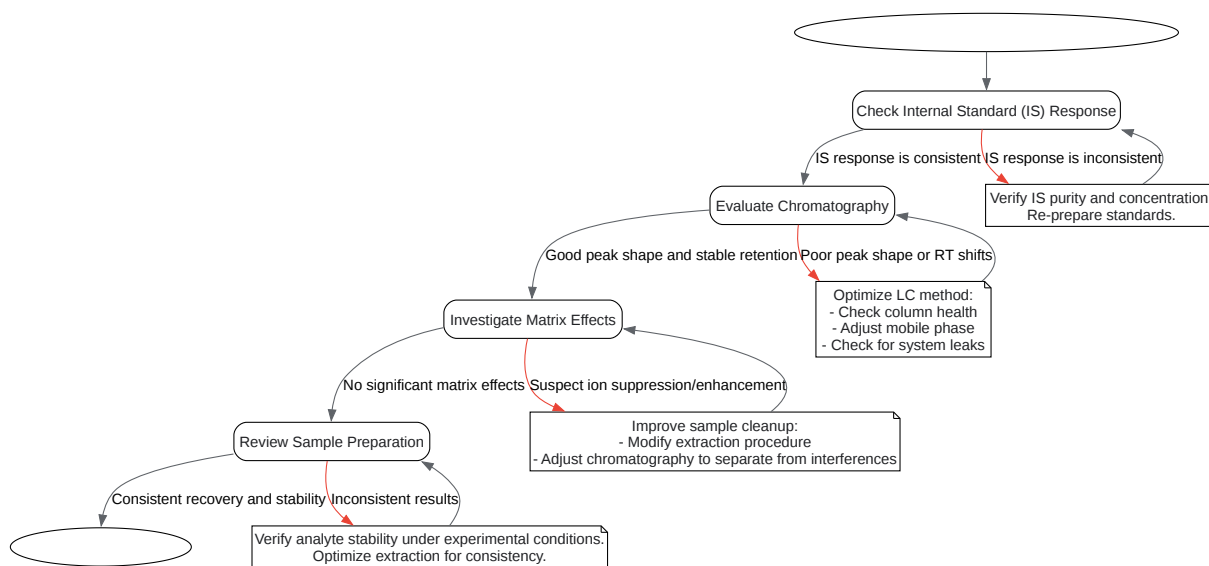 Check Internal Standard (IS) Response
IS response is consistent
IS response is inconsistent
Verify IS purity and concentration.
Re-prepare standards.
Evaluate Chromatography
Good peak shape and stable retention
Poor peak shape or RT shifts
Optimize LC method:
- Check column health
- Adjust mobile phase
- Check for system leaks
Investigate Matrix Effects
No significant matrix effects
Suspect ion suppression/enhancement
Improve sample cleanup:
- Modify extraction procedure
- Adjust chromatography to separate from interferences
Review Sample Preparation
Consistent recovery and stability
Inconsistent results
Verify analyte stability under experimental conditions.
Optimize extraction for consistency.